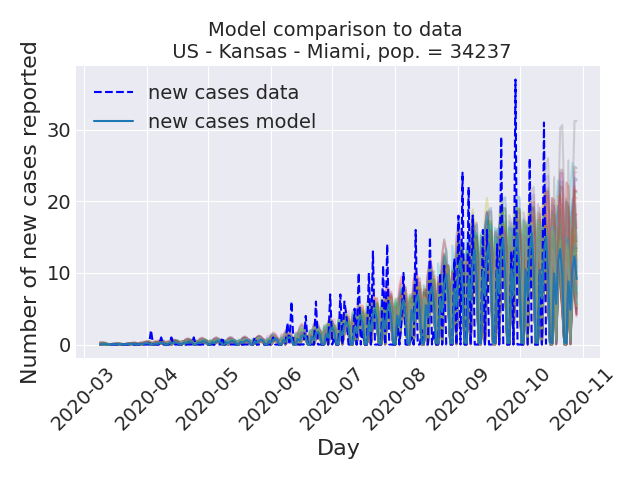 Model comparison to data
US - Kansas - Miami, pop. = 34237
new cases data
new cases model
Number of new cases reported
30
20
10
0
2020-03
2020-04
2020-05
2020-06
2020-07
2020-08
2020-09
2020-10
2020-11
Day